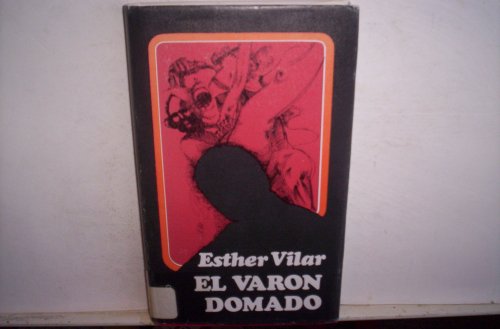 Esther Vilar
EL VARON
DOMADO